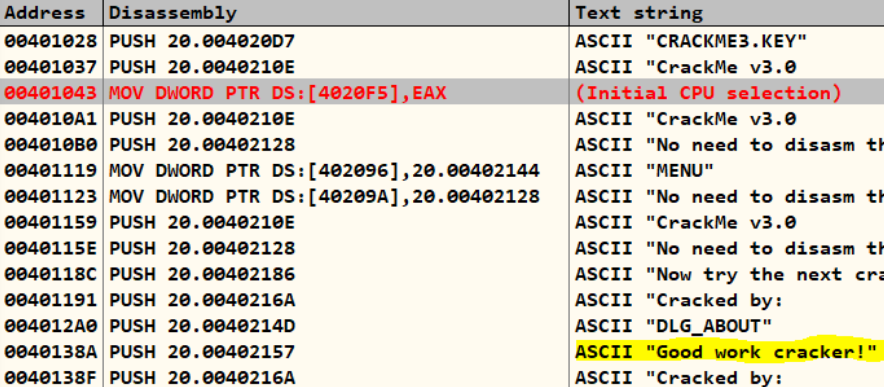 Address Disassembly Text string
00401028 PUSH 20.004020D7 ASCII "CRACKME3.KEY"
00401037 PUSH 20.0040210E ASCII "CrackMe v3.0
00401043 MOV DWORD PTR DS:[4020F5],EAX (Initial CPU selection)
004010A1 PUSH 20.0040210E ASCII "CrackMe v3.0
004010B0 PUSH 20.00402128 ASCII "No need to disasm th
00401119 MOV DWORD PTR DS:[402096],20.00402144 ASCII "MENU"
00401123 MOV DWORD PTR DS:[40209A],20.00402128 ASCII "No need to disasm th
00401159 PUSH 20.0040210E ASCII "CrackMe v3.0
0040115E PUSH 20.00402128 ASCII "No need to disasm th
0040118C PUSH 20.00402186 ASCII "Now try the next cra
00401191 PUSH 20.0040216A ASCII "Cracked by:
004012A0 PUSH 20.0040214D ASCII "DLG_ABOUT"
0040138A PUSH 20.00402157 ASCII "Good work cracker!"
0040138F PUSH 20.0040216A ASCII "Cracked by: